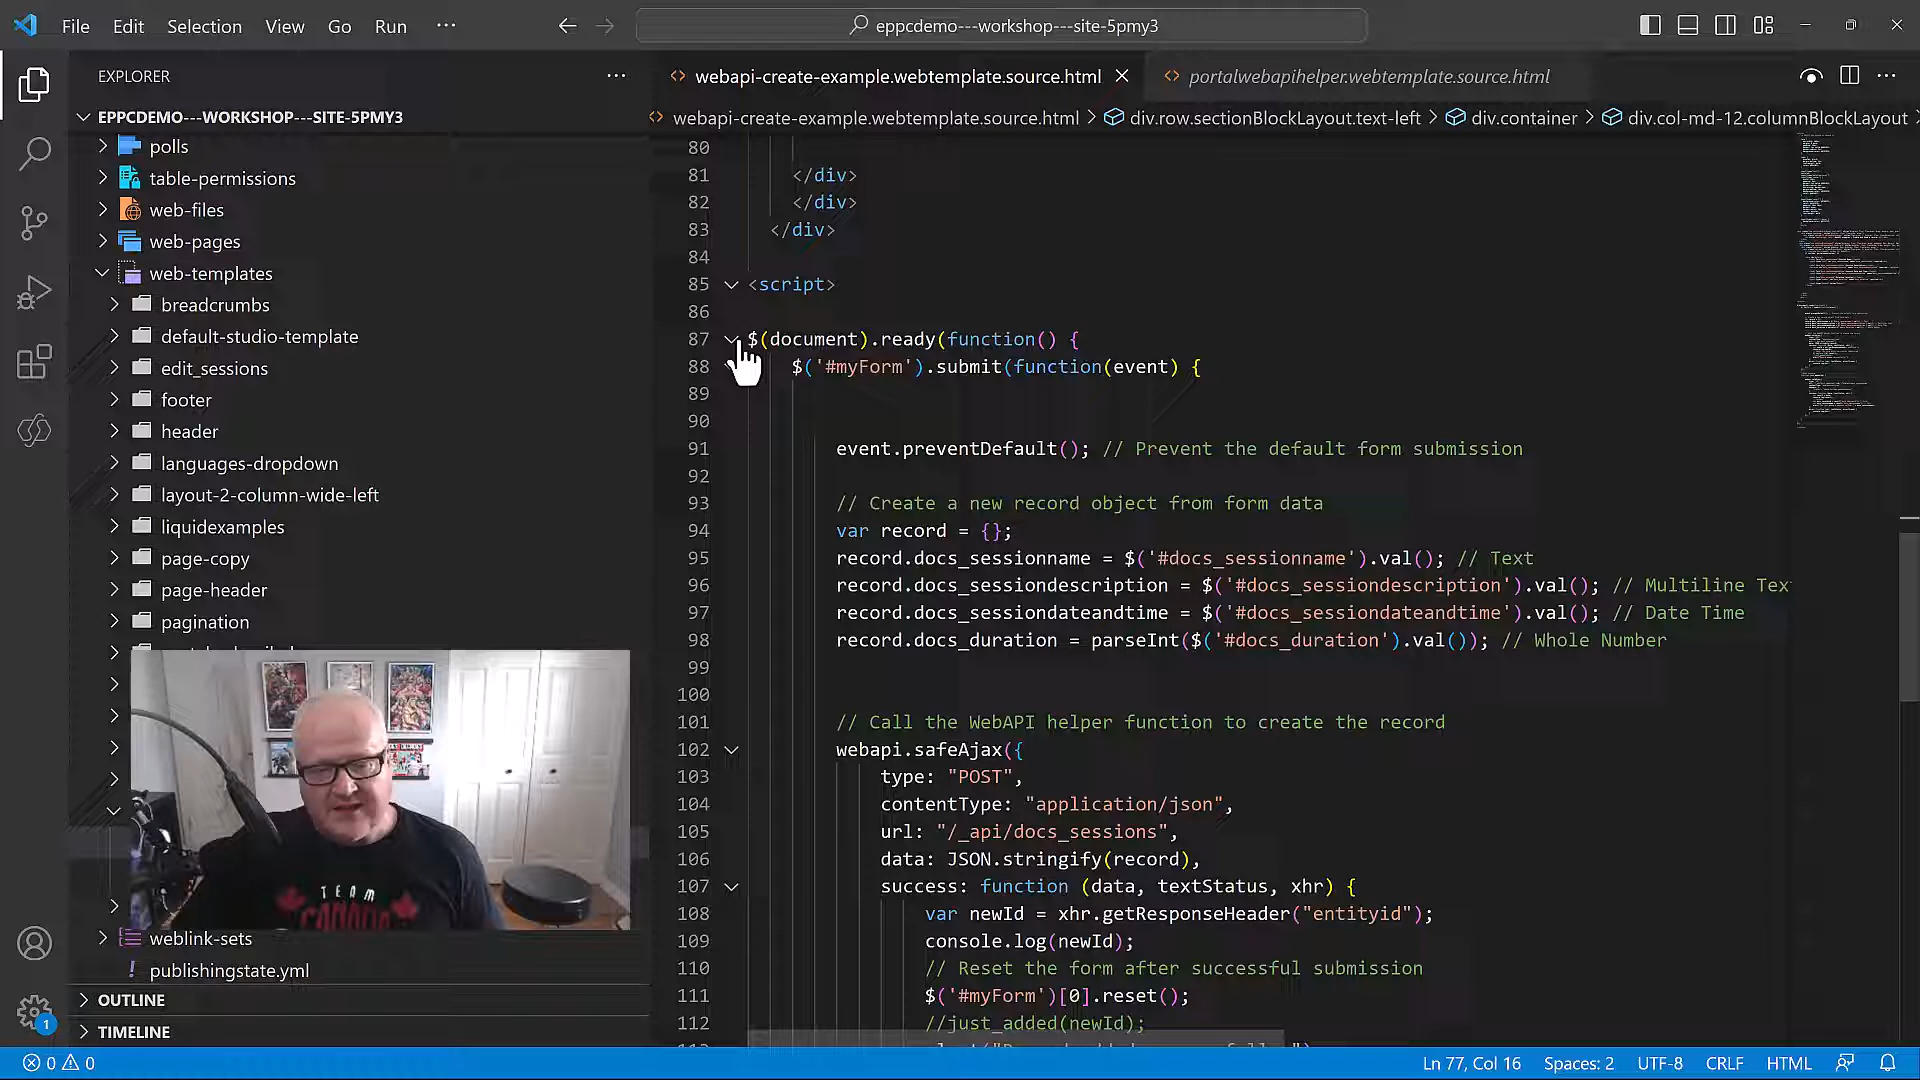 File Edit Selection View Go Run ···
eppcdemo---workshop---site-5pmy3
EXPLORER
EPPCDEMO---WORKSHOP---SITE-5PMY3
polls
table-permissions
web-files
web-pages
web-templates
breadcrumbs
default-studio-template
edit_sessions
footer
header
languages-dropdown
layout-2-column-wide-left
liquidexamples
page-copy
page-header
pagination
TEAM
CANADA
weblink-sets
! publishingstate.yml
OUTLINE
TIMELINE
1
webapi-create-example.webtemplate.source.html
portalwebapihelper.webtemplate.source.html
webapi-create-example.webtemplate.source.html > div.row.sectionBlockLayout.text-left > div.container > div.col-md-12.columnBlockLayout >
80
81 </div>
82 </div>
83 </div>
84
85 <script>
86
87 $(document).ready(function() {
88 $('#myForm').submit(function(event) {
89
90
91 event.preventDefault(); // Prevent the default form submission
92
93 // Create a new record object from form data
94 var record = {};
95 record.docs_sessionname = $('#docs_sessionname').val(); // Text
96 record.docs_sessiondescription = $('#docs_sessiondescription').val(); // Multiline Tex
97 record.docs_sessiondateandtime = $('#docs_sessiondateandtime').val(); // Date Time
98 record.docs_duration = parseInt($('#docs_duration').val()); // Whole Number
99
100
101 // Call the WebAPI helper function to create the record
102 webapi.safeAjax({
103 type: "POST",
104 contentType: "application/json",
105 url: "/_api/docs_sessions",
106 data: JSON.stringify(record),
107 success: function (data, textStatus, xhr) {
108 var newId = xhr.getResponseHeader("entityid");
109 console.log(newId);
110 // Reset the form after successful submission
111 $('#myForm')[0].reset();
112 //just_added(newId);
0 0
Ln 77, Col 16 Spaces: 2 UTF-8 CRLF HTML